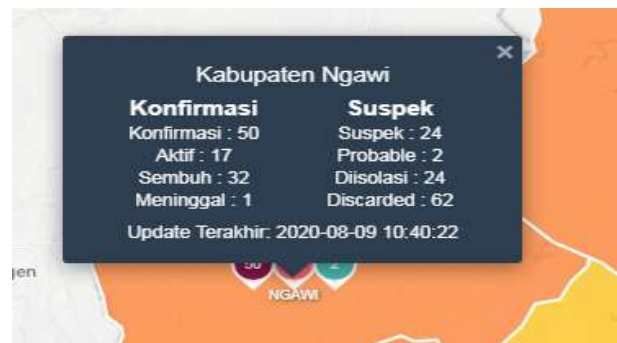 ×
Kabupaten Ngawi
Konfirmasi Suspek
Konfirmasi : 50 Suspek : 24
Aktif : 17 Probable : 2
Sembuh : 32 Diisolasi : 24
Meninggal : 1 Discarded : 62
Update Terakhir: 2020-08-09 10:40:22
50 2
NGAWI